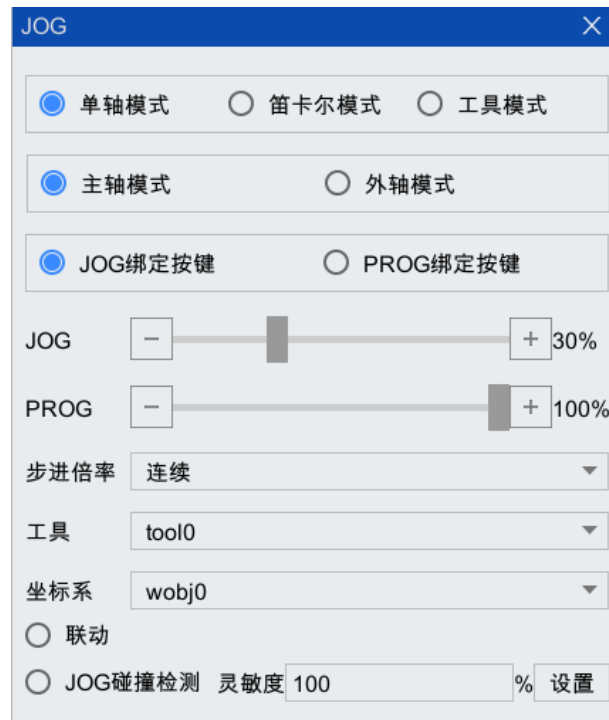 JOG
单轴模式 笛卡尔模式 工具模式
主轴模式 外轴模式
JOG绑定按键 PROG绑定按键
JOG 30%
PROG 100%
步进倍率 连续
工具 tool0
坐标系 wobj0
联动
JOG碰撞检测 灵敏度 100 % 设置